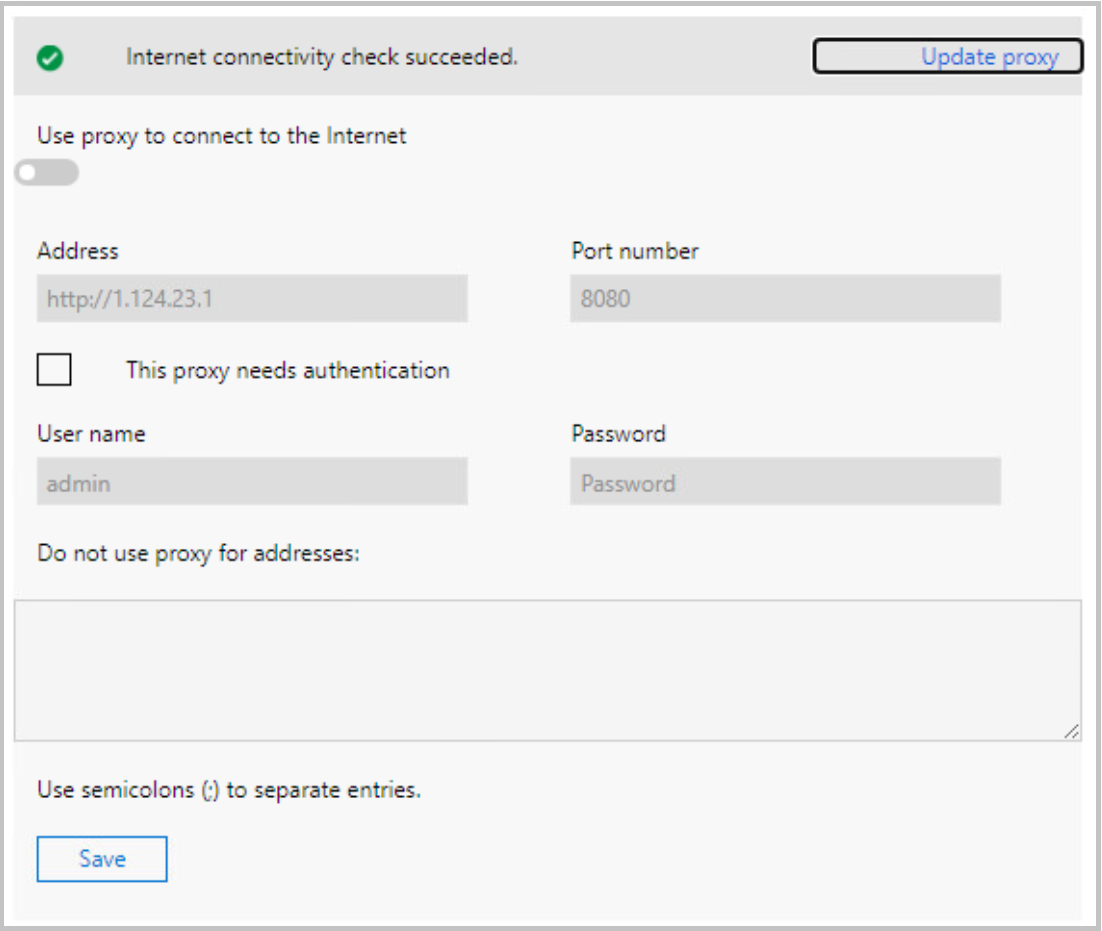 Internet connectivity check succeeded. Update proxy
Use proxy to connect to the Internet
Address Port number
http://1.124.23.1 8080
This proxy needs authentication
User name Password
admin Password
Do not use proxy for addresses:
Use semicolons (;) to separate entries.
Save